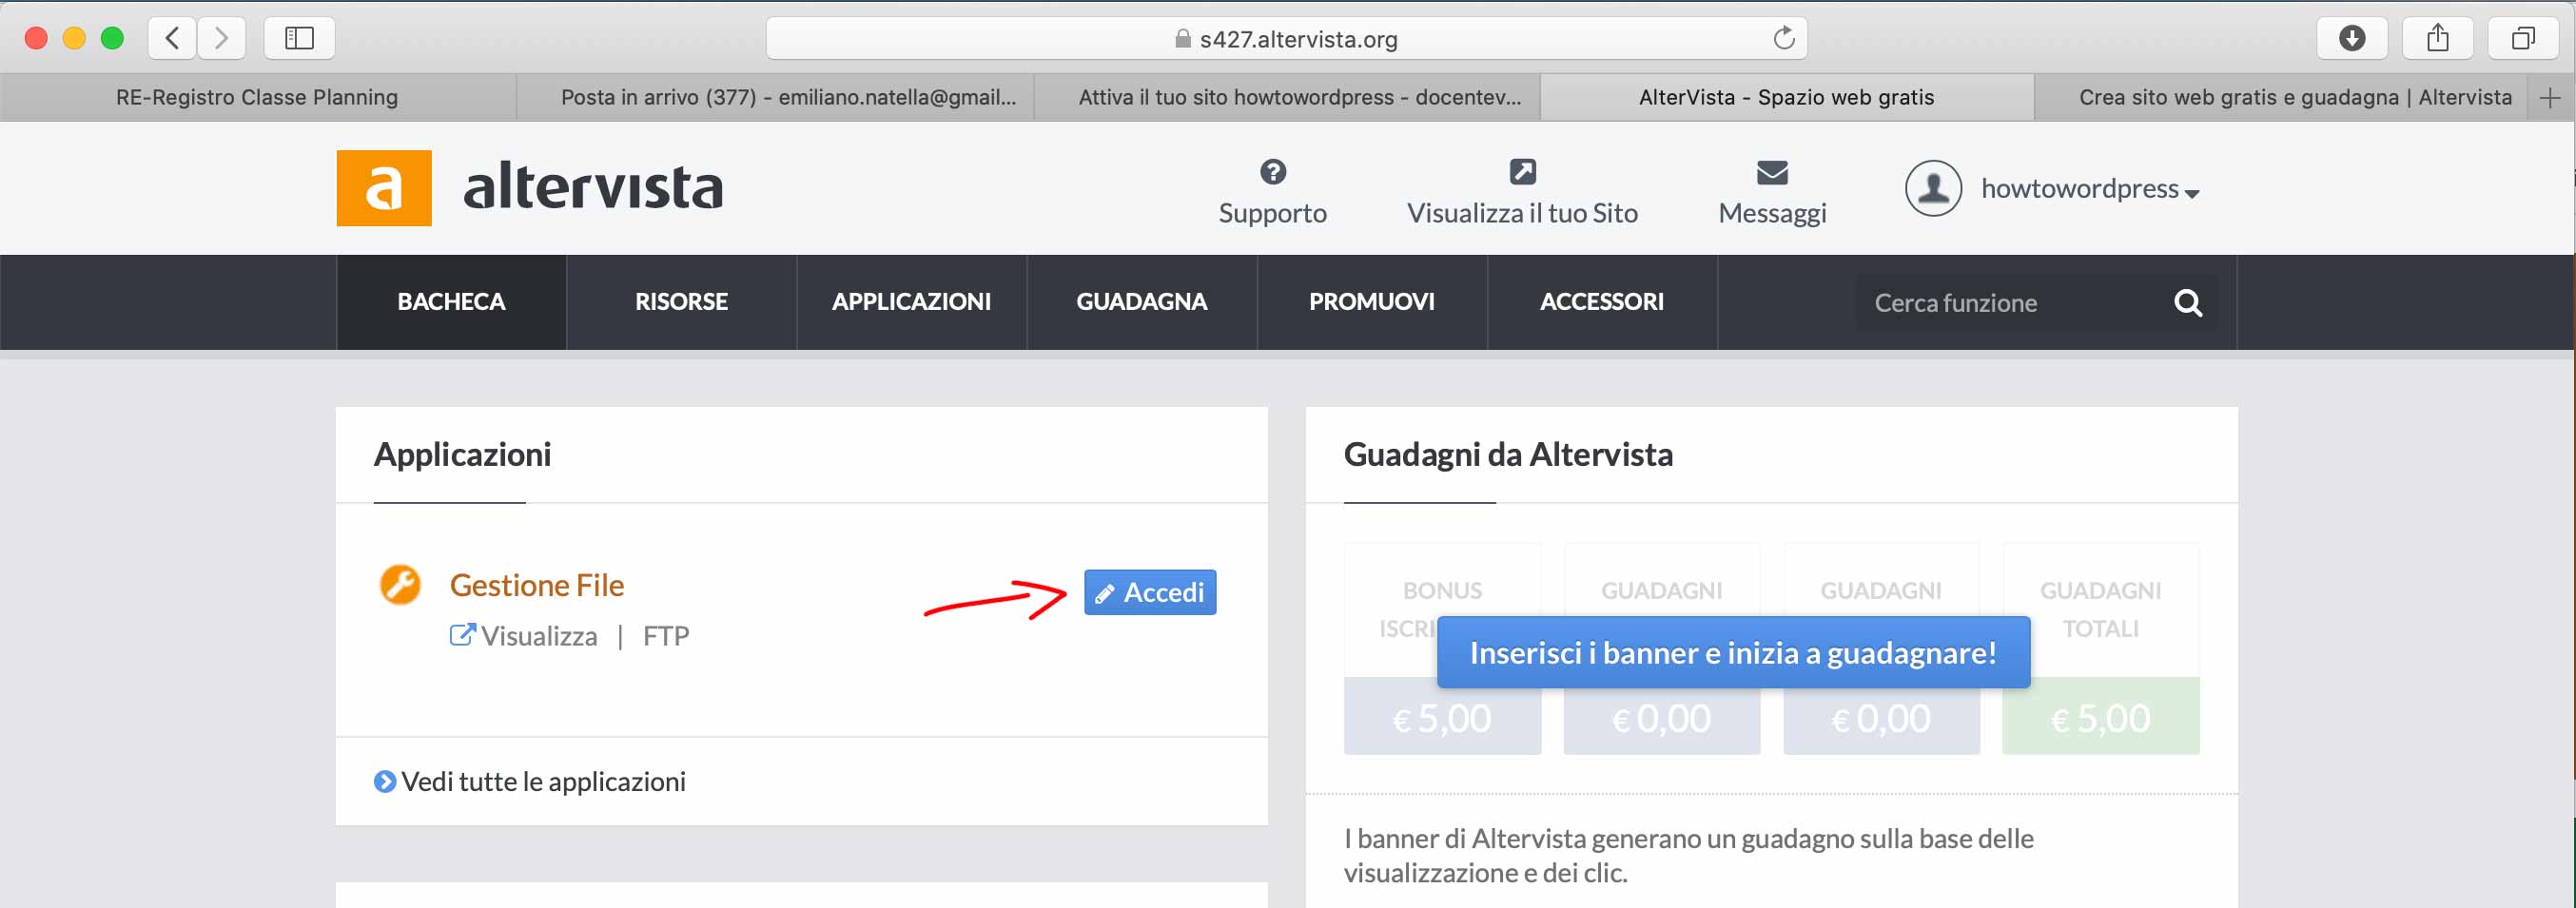 s427.altervista.org
RE-Registro Classe Planning
Posta in arrivo (377) - emiliano.natella@gmail...
Attiva il tuo sito howtowordpress - docentev...
AlterVista - Spazio web gratis
Crea sito web gratis e guadagna | Altervista
a altervista
Supporto
Visualizza il tuo Sito
Messaggi
howtowordpress
BACHECA
RISORSE
APPLICAZIONI
GUADAGNA
PROMUOVI
ACCESSORI
Cerca funzione
Applicazioni
Gestione File
Accedi
Visualizza | FTP
Vedi tutte le applicazioni
Guadagni da Altervista
BONUS
ISCRI
GUADAGNI
GUADAGNI
GUADAGNI
TOTALI
Inserisci i banner e inizia a guadagnare!
€ 5,00
€ 0,00
€ 0,00
€ 5,00
I banner di Altervista generano un guadagno sulla base delle
visualizzazione e dei clic.